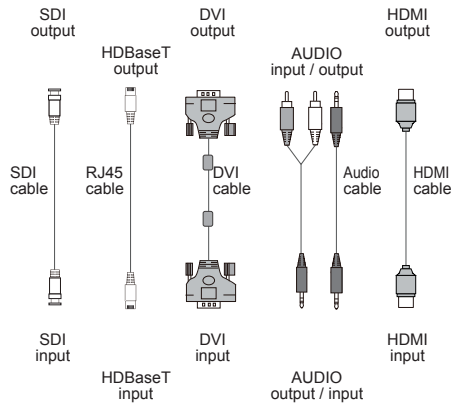 SDI
output
HDBaseT
output
DVI
output
AUDIO
input / output
HDMI
output
SDI
cable
RJ45
cable
DVI
cable
Audio
cable
HDMI
cable
SDI
input
HDBaseT
input
DVI
input
AUDIO
output / input
HDMI
input